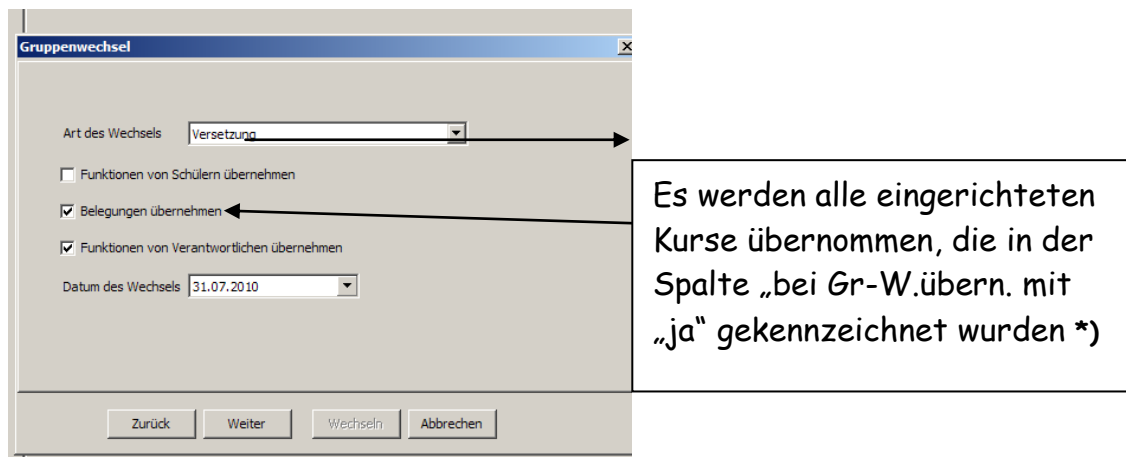 Gruppenwechsel
Art des Wechsels Versetzung
Funktionen von Schülern übernehmen
Belegungen übernehmen
Funktionen von Verantwortlichen übernehmen
Datum des Wechsels 31.07.2010
Zurück Weiter Wechseln Abbrechen
Es werden alle eingerichteten
Kurse übernommen, die in der
Spalte „bei Gr-W.übern. mit
„ja“ gekennzeichnet wurden *)